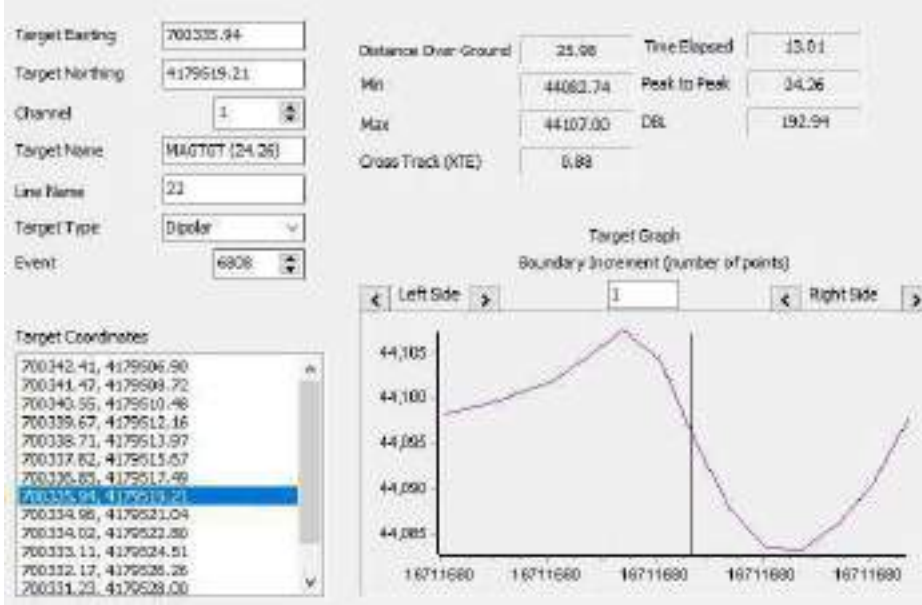 Target Easting 700335.94
Target Northing 4179519.21
Channel 1
Target Name MAGTGT (24.26)
Line Name 22
Target Type Dipolar
Event 6808
Distance Over Ground 25.98 Time Elapsed 13.01
Min 44082.74 Peak to Peak 24.26
Max 44107.00 DBL 192.94
Cross Track (XTE) 0.88
Target Coordinates
700342.41, 4179506.90
700341.47, 4179508.72
700340.55, 4179510.48
700339.67, 4179512.16
700338.71, 4179513.97
700337.82, 4179515.67
700336.85, 4179517.49
700335.94, 4179519.21
700334.96, 4179521.04
700334.02, 4179522.80
700333.11, 4179524.51
700332.17, 4179526.26
700331.23, 4179528.00
Target Graph
Boundary Increment (number of points)
< Left Side > 1 < Right Side >
44,105
44,100
44,095
44,090
44,085
16711680 16711680 16711680 16711680 16711680